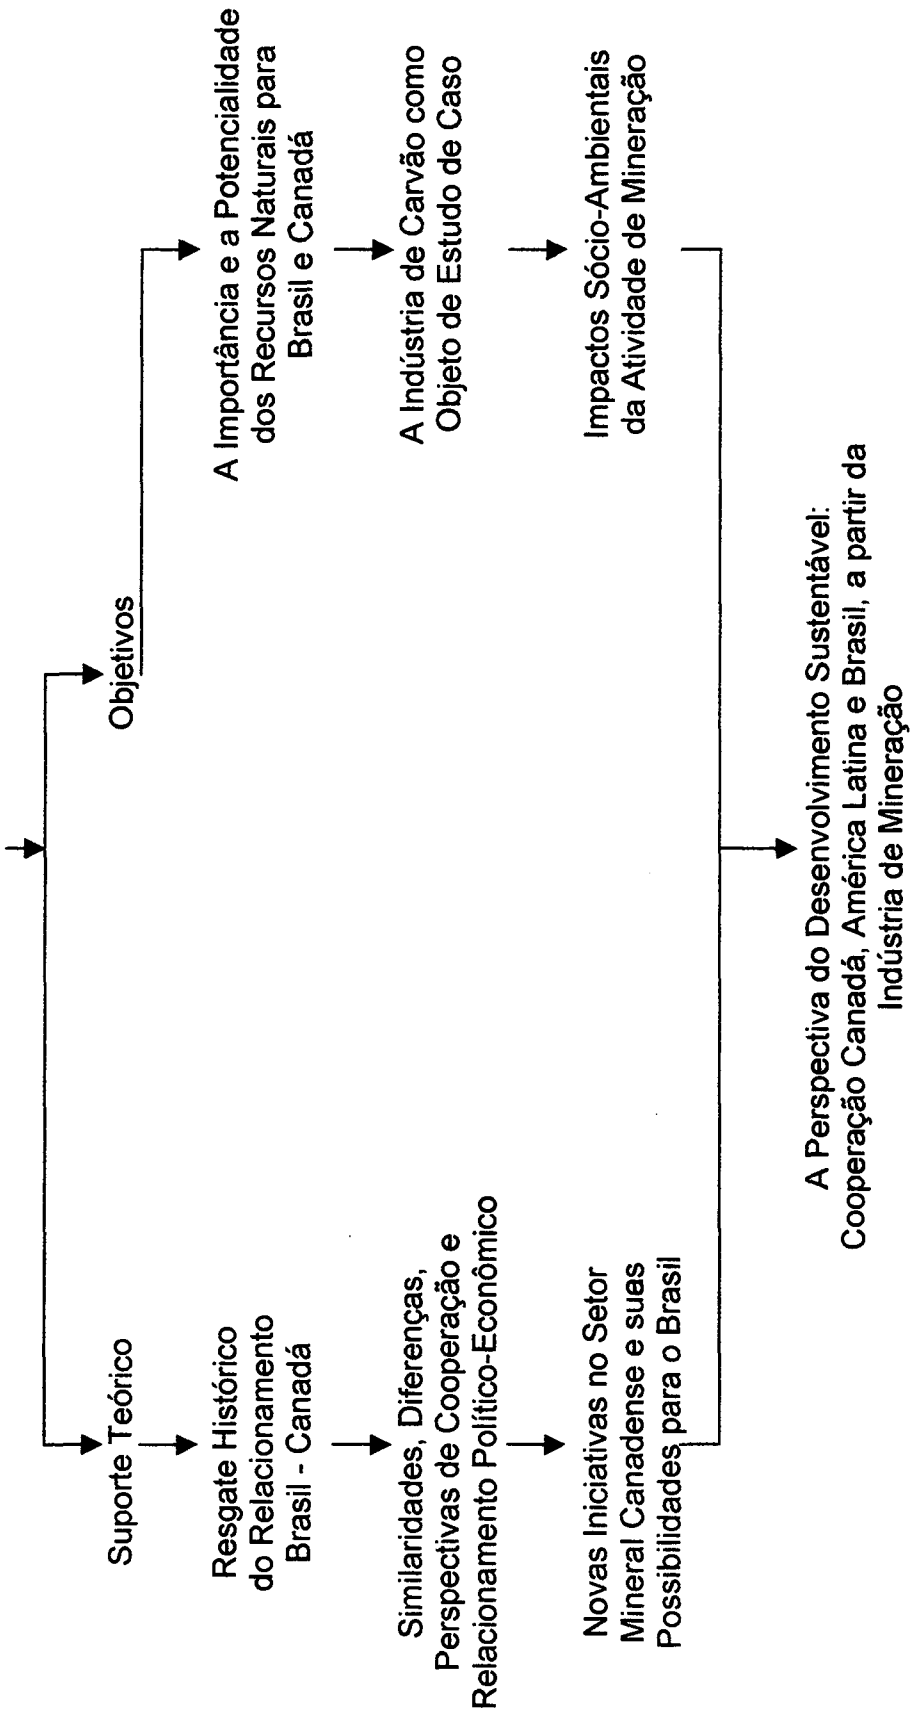 Suporte Teórico
Resgate Histórico
do Relacionamento
Brasil - Canadá
Similaridades, Diferenças,
Perspectivas de Cooperação e
Relacionamento Político-Econômico
Novas Iniciativas no Setor
Mineral Canadense e suas
Possibilidades para o Brasil
Objetivos
A Importância e a Potencialidade
dos Recursos Naturais para
Brasil e Canadá
A Indústria de Carvão como
Objeto de Estudo de Caso
Impactos Sócio-Ambientais
da Atividade de Mineração
A Perspectiva do Desenvolvimento Sustentável:
Cooperação Canadá, América Latina e Brasil, a partir da
Indústria de Mineração